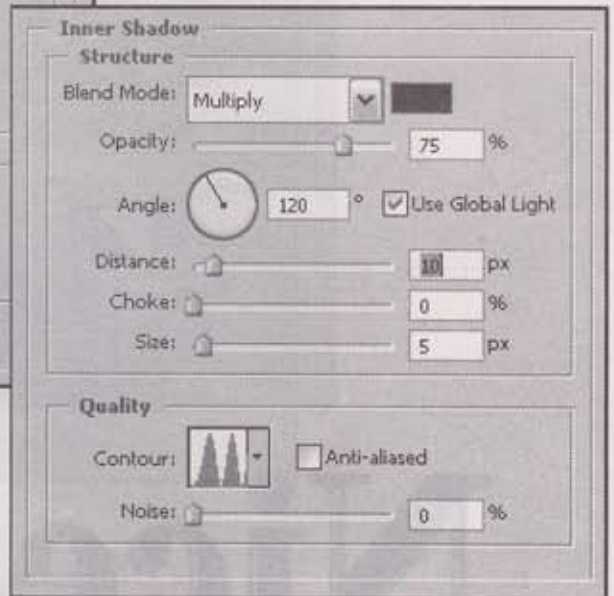 Inner Shadow
Structure
Blend Mode: Multiply
Opacity: 75 %
Angle: 120 ° Use Global Light
Distance: 10 px
Choke: 0 %
Size: 5 px
Quality
Contour: Anti-aliased
Noise: 0 %